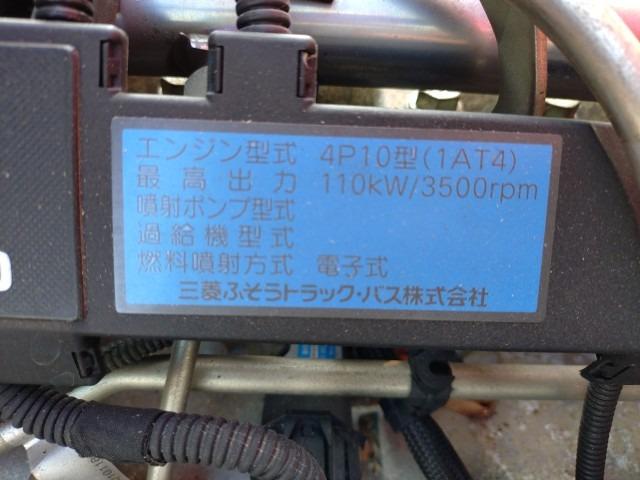 エンジン型式 4P10型(1AT4)
最高出力 110kW/3500rpm
噴射ポンプ型式
過給機型式
燃料噴射方式 電子式
三菱ふそうトラック・バス株式会社